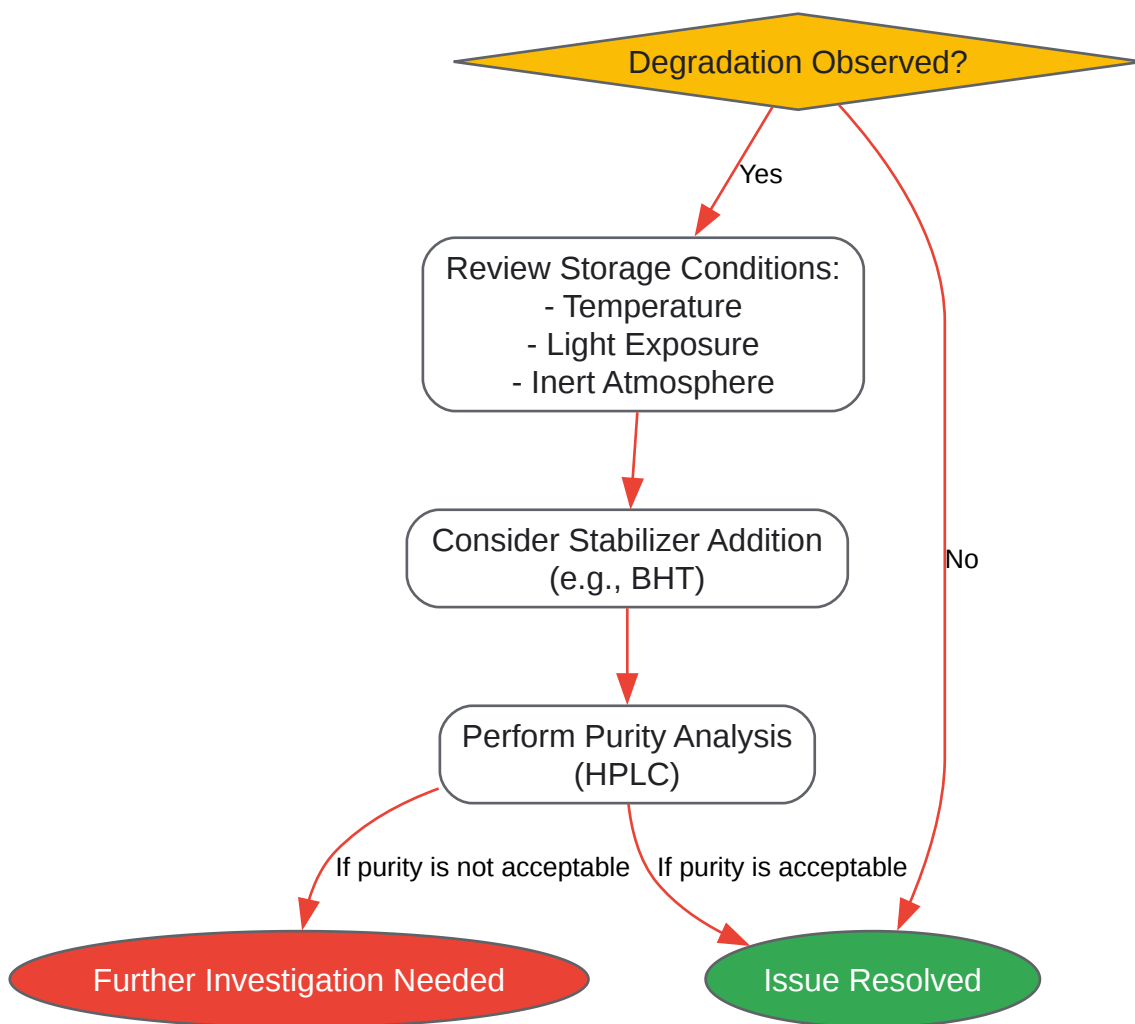 Degradation Observed?
Yes
Review Storage Conditions:
- Temperature
- Light Exposure
- Inert Atmosphere
Consider Stabilizer Addition
(e.g., BHT)
No
Perform Purity Analysis
(HPLC)
If purity is not acceptable
If purity is acceptable
Further Investigation Needed
Issue Resolved